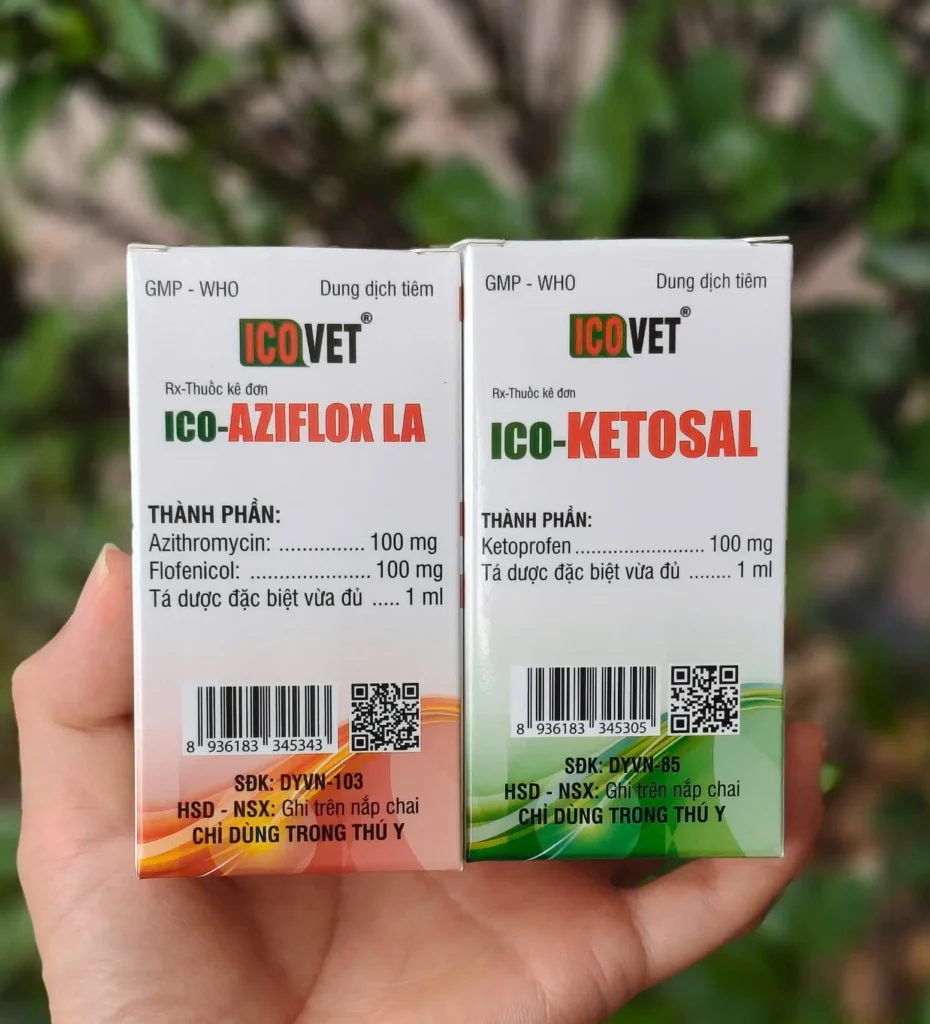 GMP - WHO Dung dịch tiêm
ICOVET®
Rx-Thuốc kê đơn
ICO-AZIFLOX LA
THÀNH PHẦN:
Azithromycin: ............... 100 mg
Flofenicol: ..................... 100 mg
Tá dược đặc biệt vừa đủ ..... 1 ml
8 936183 345343
SĐK: DYVN-103
HSD - NSX: Ghi trên nắp chai
CHỈ DÙNG TRONG THÚ Y
GMP - WHO Dung dịch tiêm
ICOVET®
Rx-Thuốc kê đơn
ICO-KETOSAL
THÀNH PHẦN:
Ketoprofen ...................... 100 mg
Tá dược đặc biệt vừa đủ ........ 1 ml
8 936183 345305
SĐK: DYVN-85
HSD - NSX: Ghi trên nắp chai
CHỈ DÙNG TRONG THÚ Y